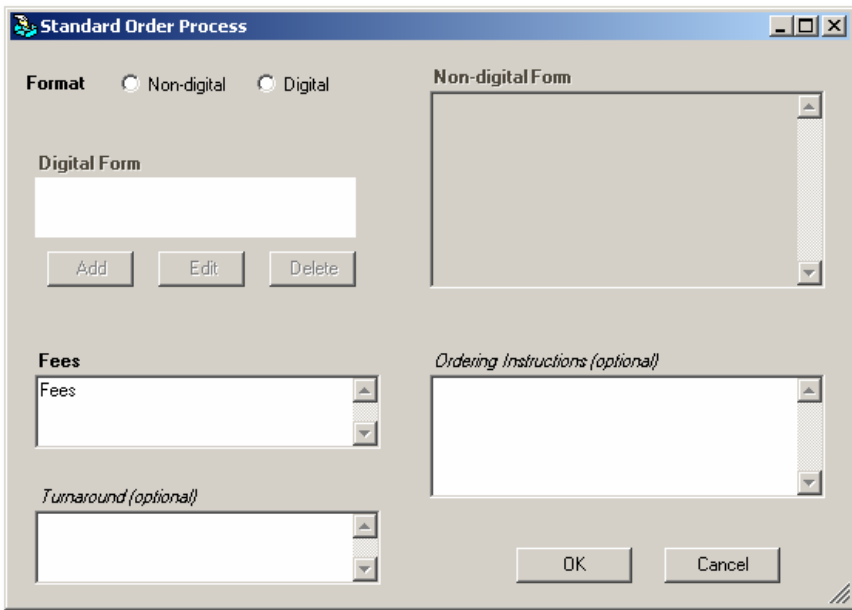 Standard Order Process
Format Non-digital Digital
Non-digital Form
Digital Form
Add Edit Delete
Fees
Fees
Ordering Instructions (optional)
Turnaround (optional)
OK Cancel